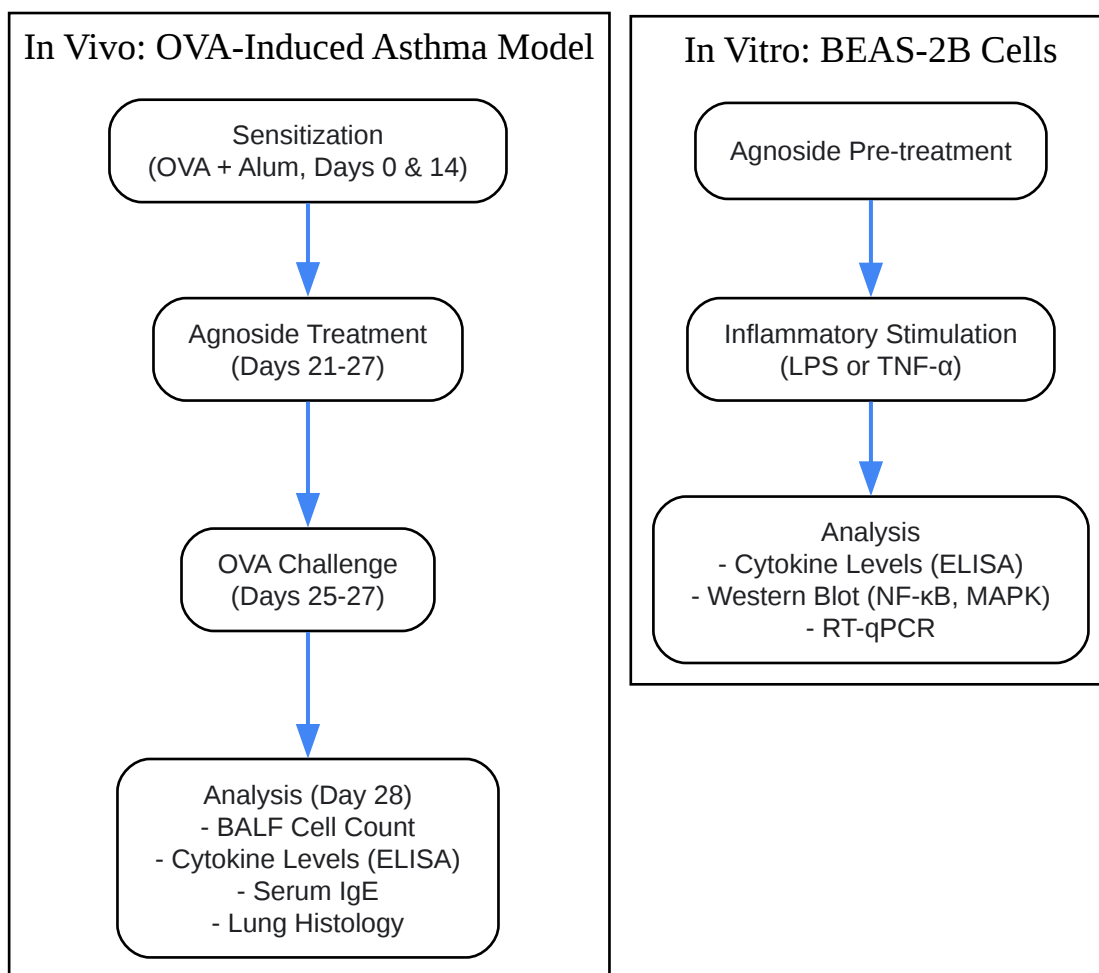 In Vivo: OVA-Induced Asthma Model
Sensitization
(OVA + Alum, Days 0 & 14)
Agnoside Treatment
(Days 21-27)
OVA Challenge
(Days 25-27)
Analysis (Day 28)
- BALF Cell Count
- Cytokine Levels (ELISA)
- Serum IgE
- Lung Histology
In Vitro: BEAS-2B Cells
Agnoside Pre-treatment
Inflammatory Stimulation
(LPS or TNF-α)
Analysis
- Cytokine Levels (ELISA)
- Western Blot (NF-κB, MAPK)
- RT-qPCR